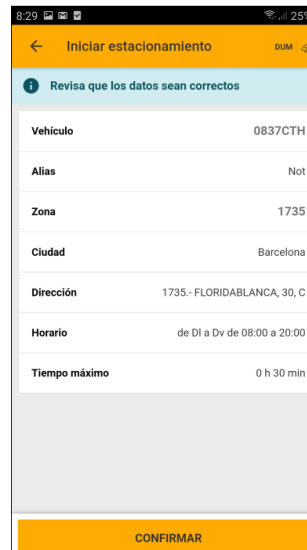 8:29 25%
Iniciar estacionamiento DUM
Revisa que los datos sean correctos
Vehículo 0837CTH
Alias Not
Zona 1735
Ciudad Barcelona
Dirección 1735.- FLORIDABLANCA, 30, C
Horario de Dl a Dv de 08:00 a 20:00
Tiempo máximo 0 h 30 min
CONFIRMAR